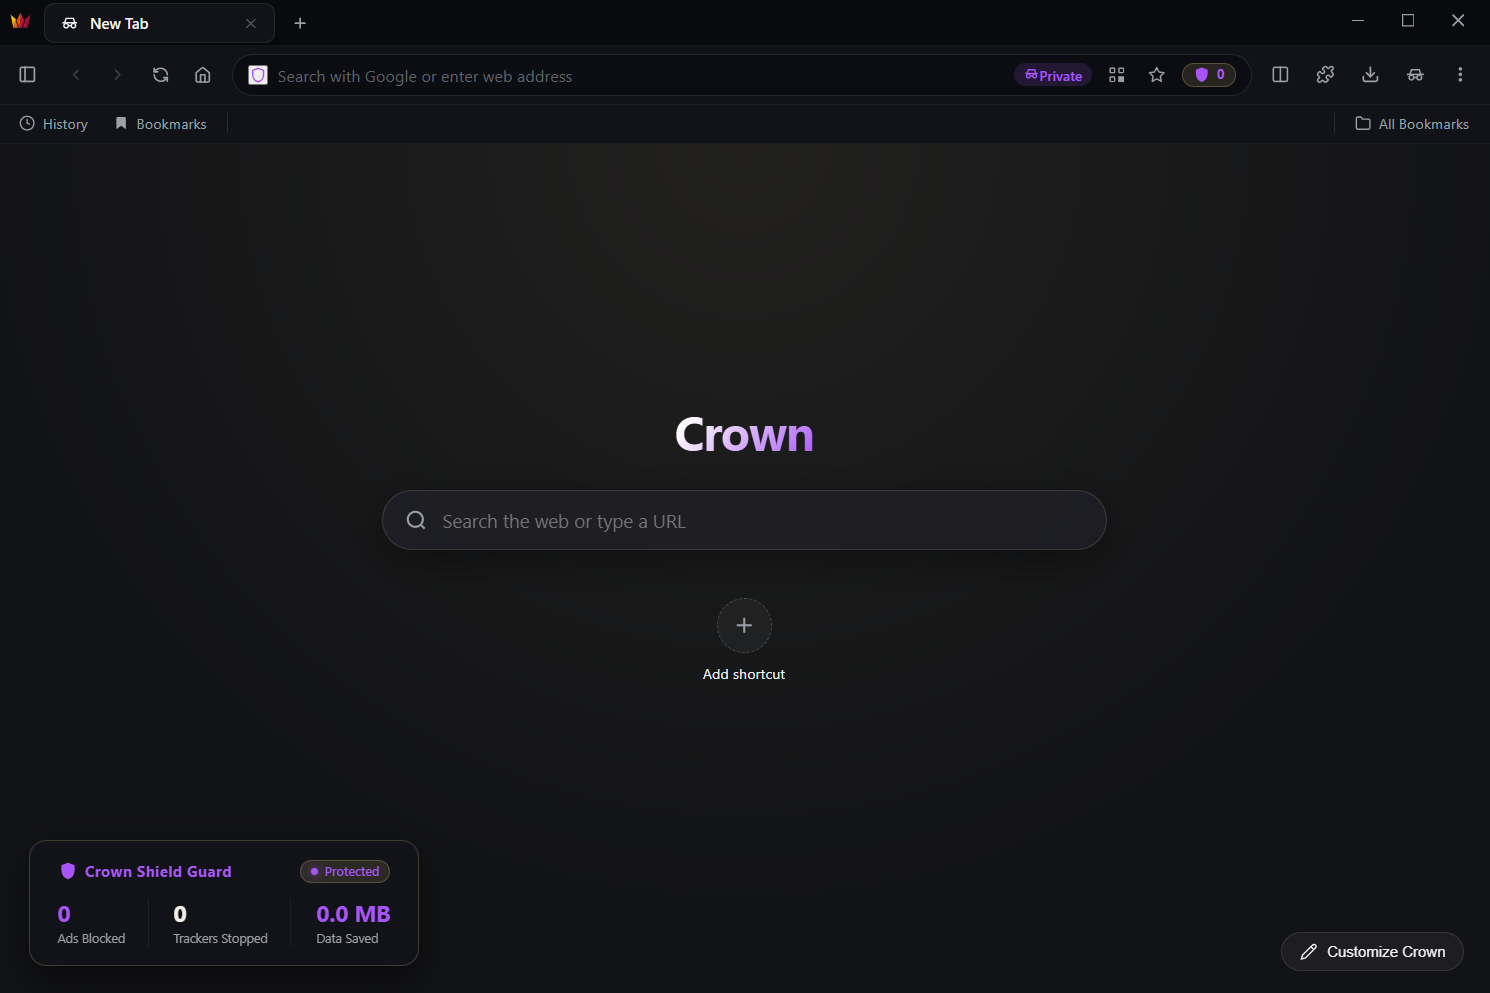 New Tab
Search with Google or enter web address
Private
0
History
Bookmarks
All Bookmarks
Crown
Search the web or type a URL
Add shortcut
Crown Shield Guard
Protected
0
0
0.0 MB
Ads Blocked
Trackers Stopped
Data Saved
Customize Crown